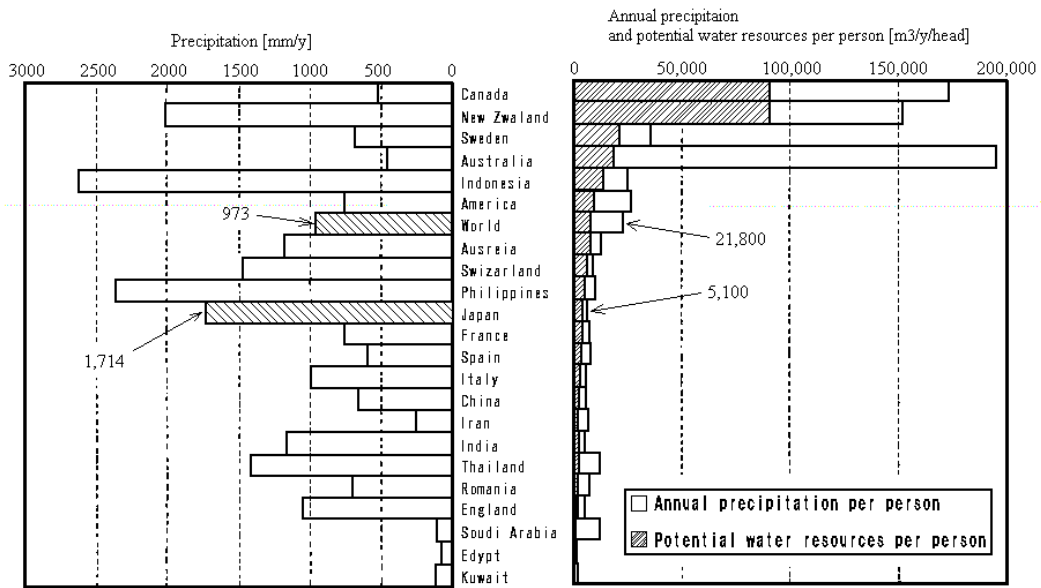 Annual precipitaion
Precipitation [mm/y]
and potential water resources per person [m3/y/head]
3000 2500 2000 1500 1000 500 0
0 50,000 100,000 150,000 200,000
Canada
New Zwaland
Sweden
Australia
Indonesia
America
973
World
21,800
Ausreia
Swizarland
Philippines
5,100
Japan
France
1,714
Spain
Italy
China
Iran
India
Thailand
Romania
England
Annual precipitation per person
Soudi Arabia
Potential water resources per person
Edypt
Kuwait